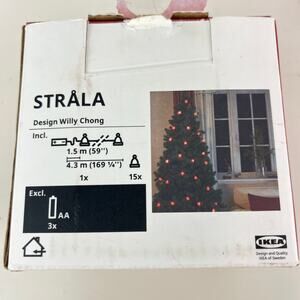 STRÅLA
Design Willy Chong
Incl.
1.5 m (59")
4.3 m (169 ¼")
1x 15x
Excl.
AA
3x
IKEA
Design and Quality
IKEA of Sweden